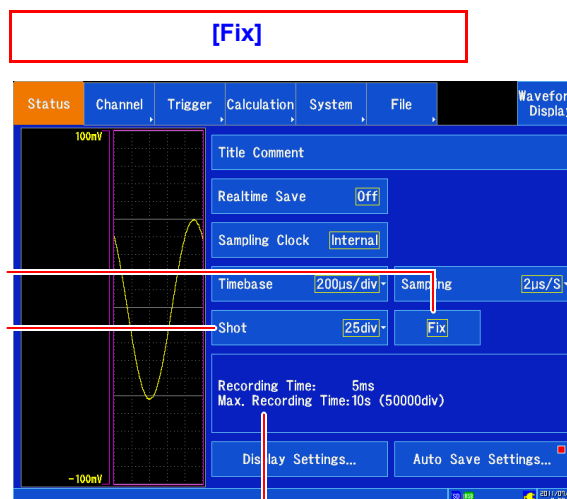 [Fix]
Status Channel Trigger Calculation System File
100mV
Title Comment
Realtime Save Off
Sampling Clock Internal
Timebase 200µs/div Sampling 2µs/S
Shot 25div Fix
Recording Time: 5ms
Max. Recording Time:10s (50000div)
Display Settings... Auto Save Settings...
-100mV
SD